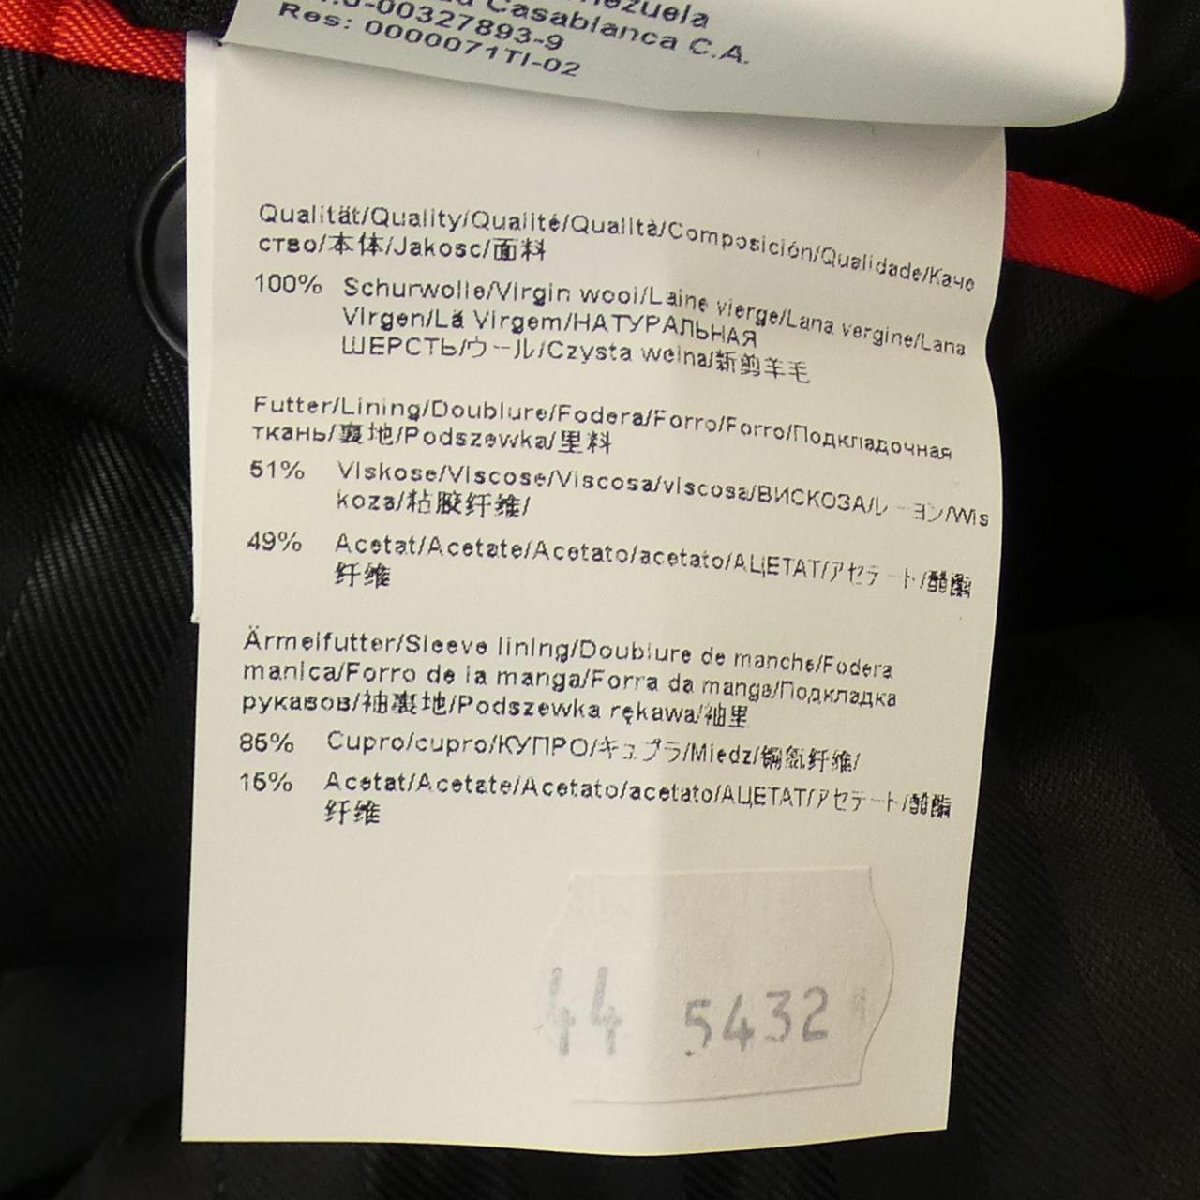 Casablanca C.A.
J-00327893-9
Res: 0000071TI-02
Qualität/Quality/Qualité/Qualità/Composición/Qualidade/Каче
ство/本体/Jakosc/面料
100% Schurwolle/Virgin wool/Laine vierge/Lana vergine/Lana
Virgen/Lã Virgem/НАТУРАЛЬНАЯ
ШЕРСТЬ/ウール/Czysta welna/新剪羊毛
Futter/Lining/Doublure/Fodera/Forro/Forro/Подкладочная
ткань/裏地/Podszewka/里料
51% Viskose/Viscose/Viscosa/viscosa/ВИСКОЗА/レーヨン/Wis
koza/粘胶纤维/
49% Acetat/Acetate/Acetato/acetato/АЦЕТАТ/アセテート/醋酯
纤维
Ärmelfutter/Sleeve lining/Doublure de manche/Fodera
manica/Forro de la manga/Forra da manga/Подкладка
рукавов/袖裏地/Podszewka rękawa/袖里
85% Cupro/cupro/КУПРО/キュプラ/Miedz/铜氨纤维/
15% Acetat/Acetate/Acetato/acetato/АЦЕТАТ/アセテート/醋酯
纤维
44 5432